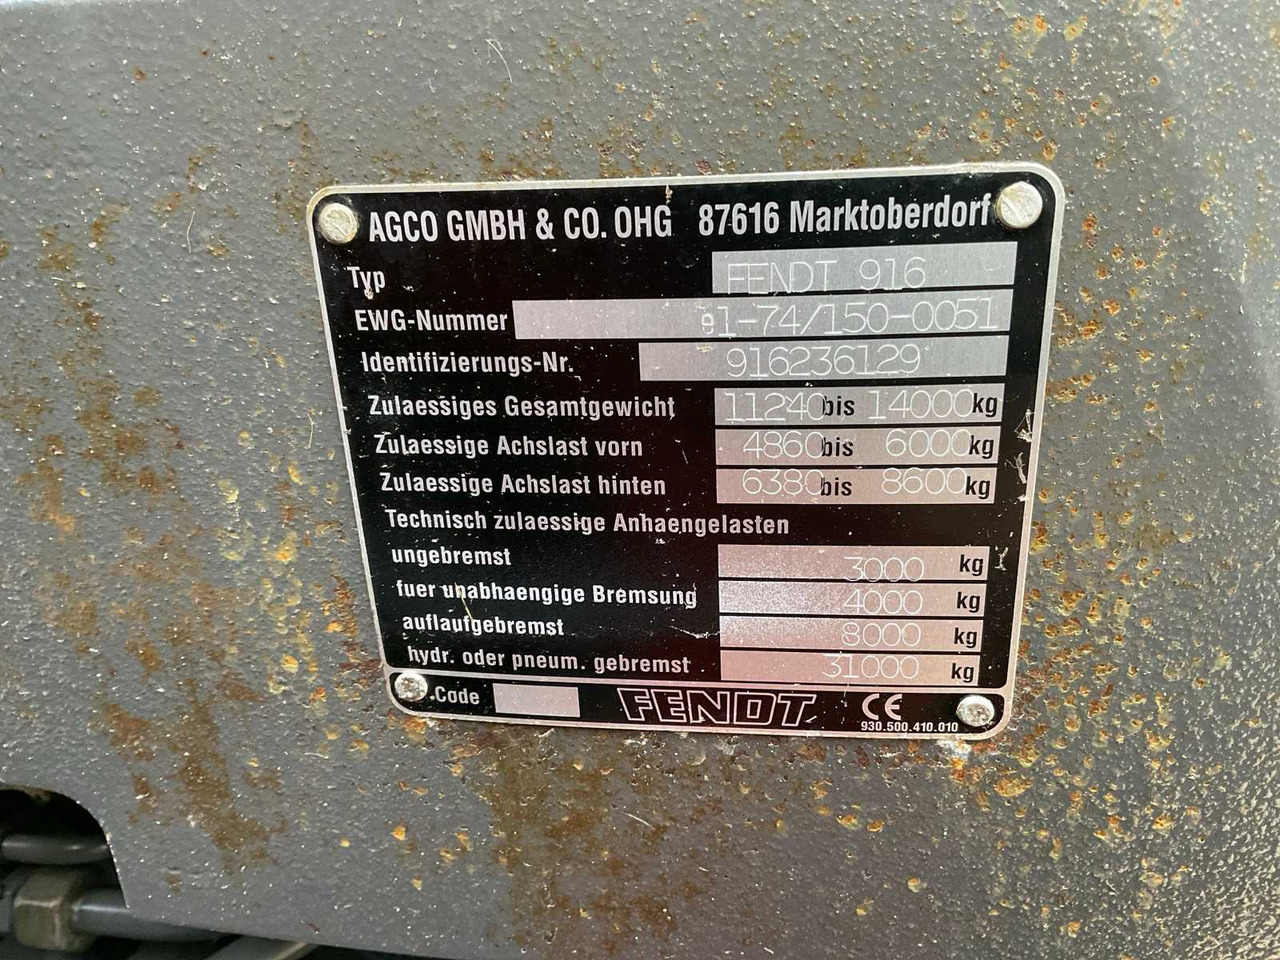 AGCO GMBH & CO. OHG 87616 Marktoberdorf
Typ FENDT 916
EWG-Nummer e1-74/150-0051
Identifizierungs-Nr. 916236129
Zulaessiges Gesamtgewicht 11240 bis 14000 kg
Zulaessige Achslast vorn 4860 bis 6000 kg
Zulaessige Achslast hinten 6380 bis 8600 kg
Technisch zulaessige Anhaengelasten
ungebremst 3000 kg
fuer unabhaengige Bremsung 4000 kg
auflaufgebremst 8000 kg
hydr. oder pneum. gebremst 31000 kg
.Code FENDT CE
930.500.410.010